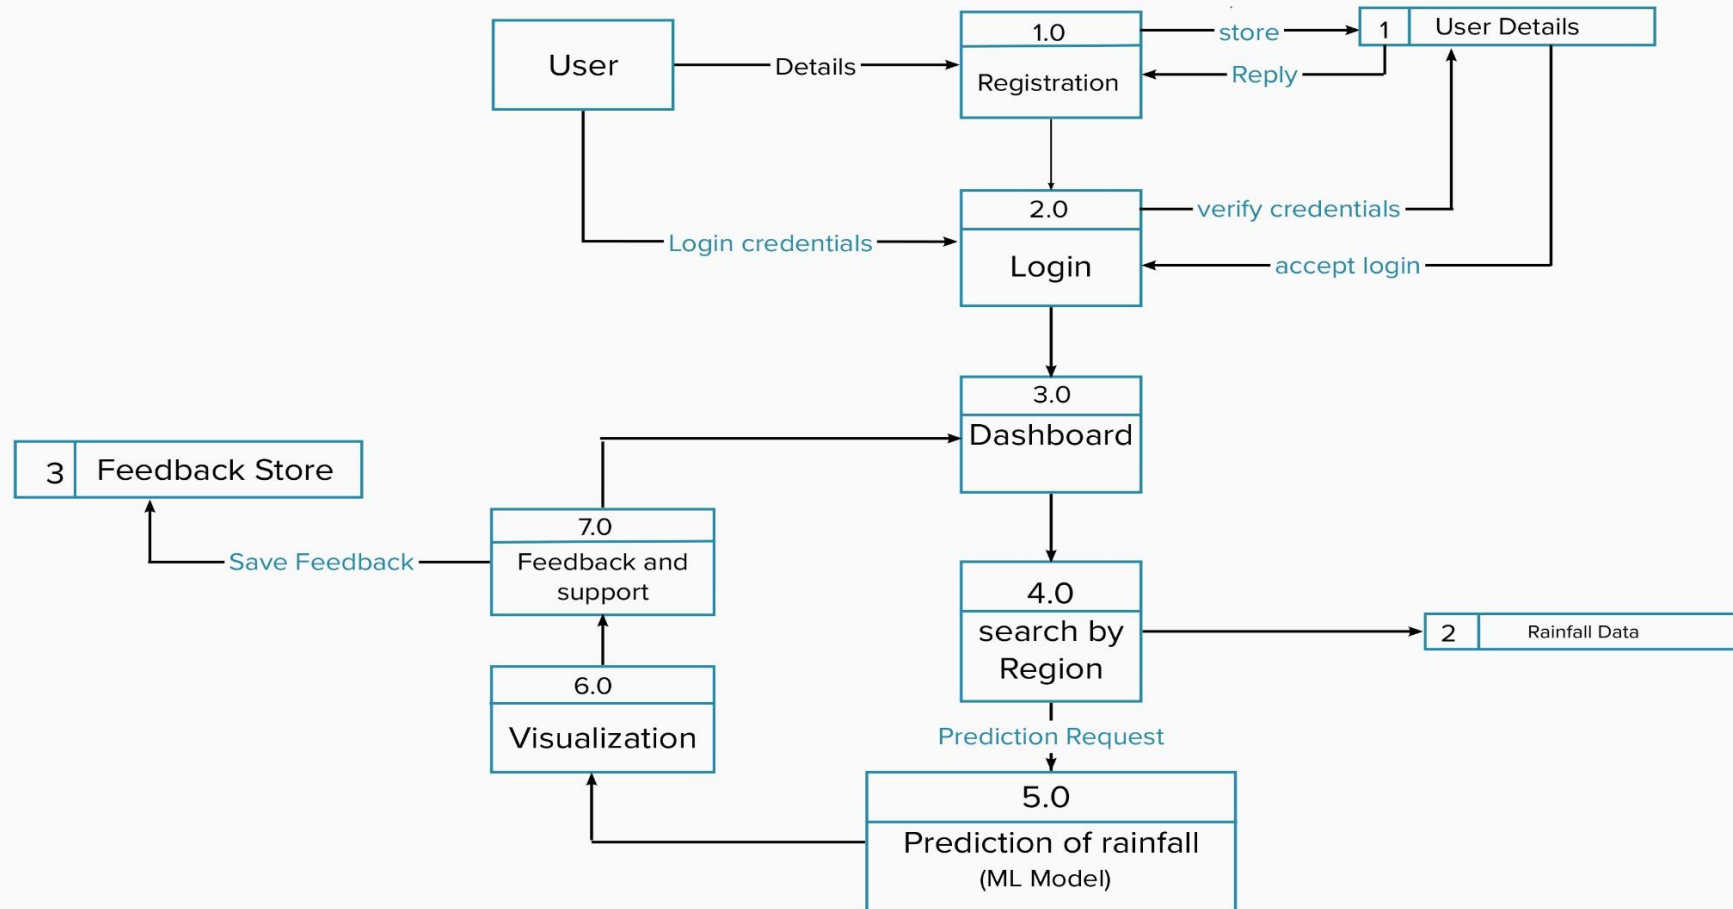 1.0
store
1
User Details
User
Details
Registration
Reply
2.0
verify credentials
Login credentials
Login
accept login
3.0
Dashboard
3
Feedback Store
7.0
Save Feedback
Feedback and
support
4.0
search by
Region
2
Rainfall Data
6.0
Visualization
Prediction Request
5.0
Prediction of rainfall
(ML Model)